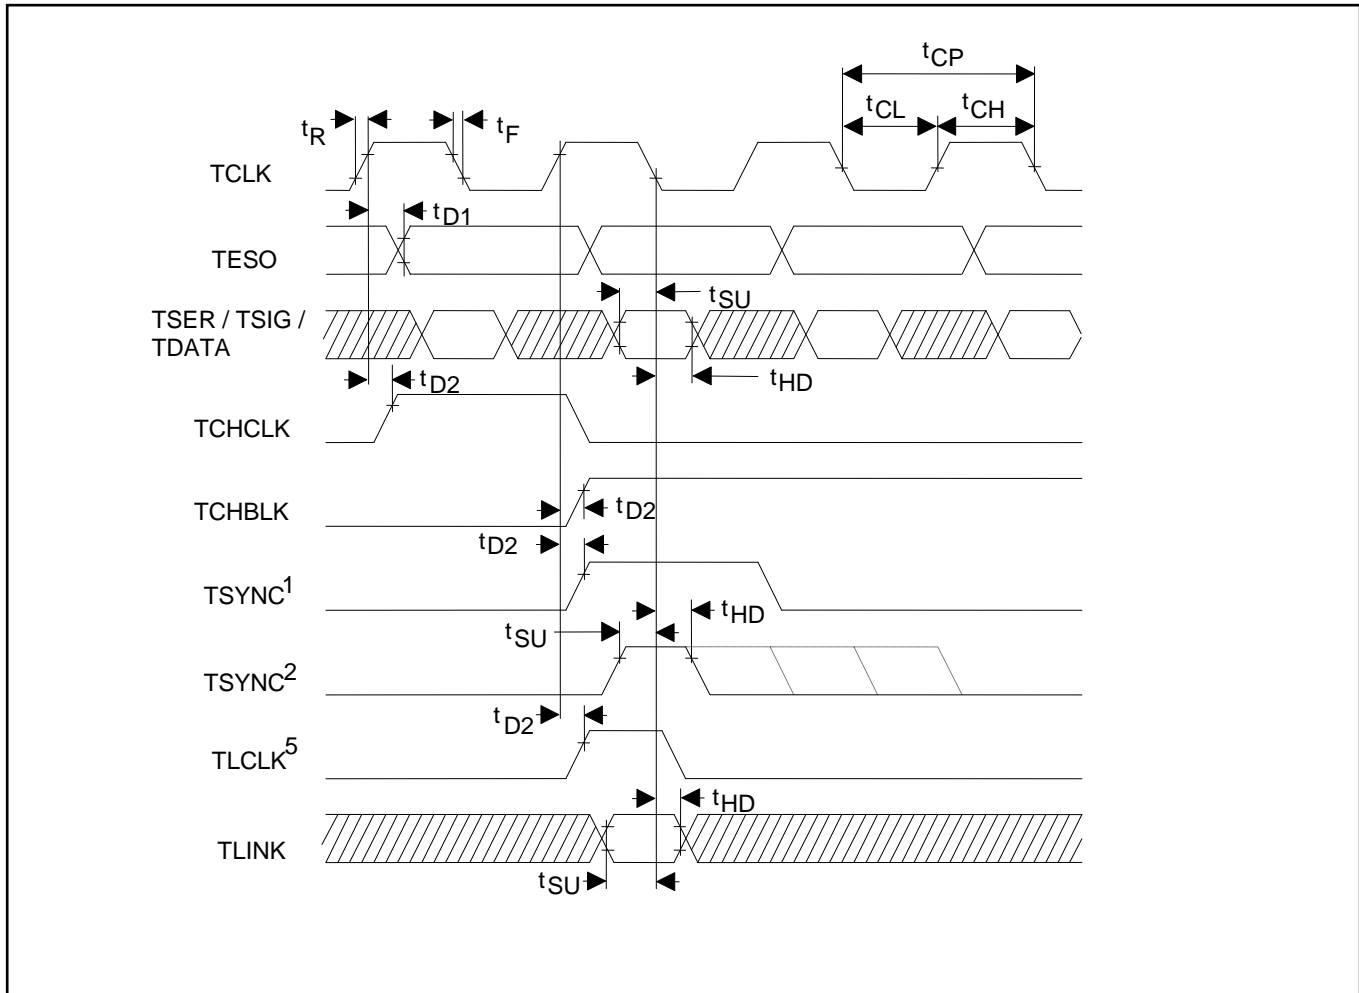 tCP
tCL tCH
tR tF
TCLK
tD1
TESO
tSU
TSER / TSIG /
TDATA
tHD
tD2
TCHCLK
TCHBLK
tD2
tD2
TSYNC1
tHD
tSU
TSYNC2
tD2
TLCLK5
tHD
TLINK
tSU